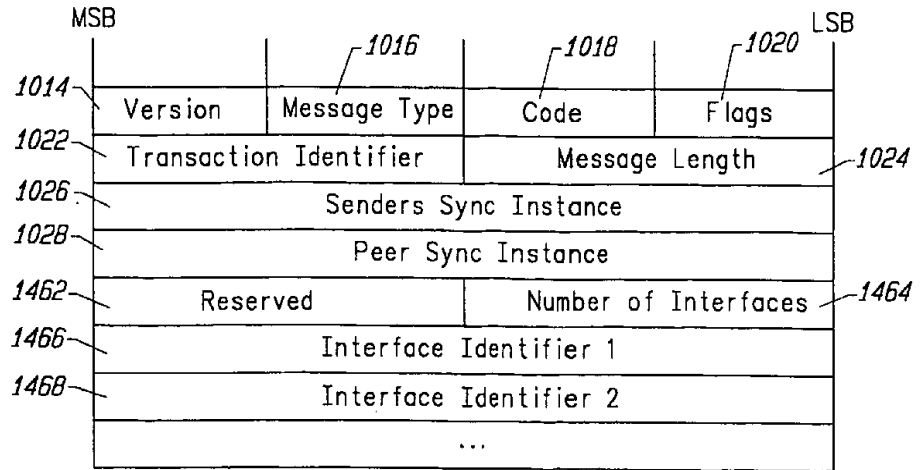 MSB LSB
1016 1018 1020
1014 Version Message Type Code Flags
1022 Transaction Identifier Message Length 1024
1026 Senders Sync Instance
1028 Peer Sync Instance
1462 Reserved Number of Interfaces 1464
1466 Interface Identifier 1
1468 Interface Identifier 2
...